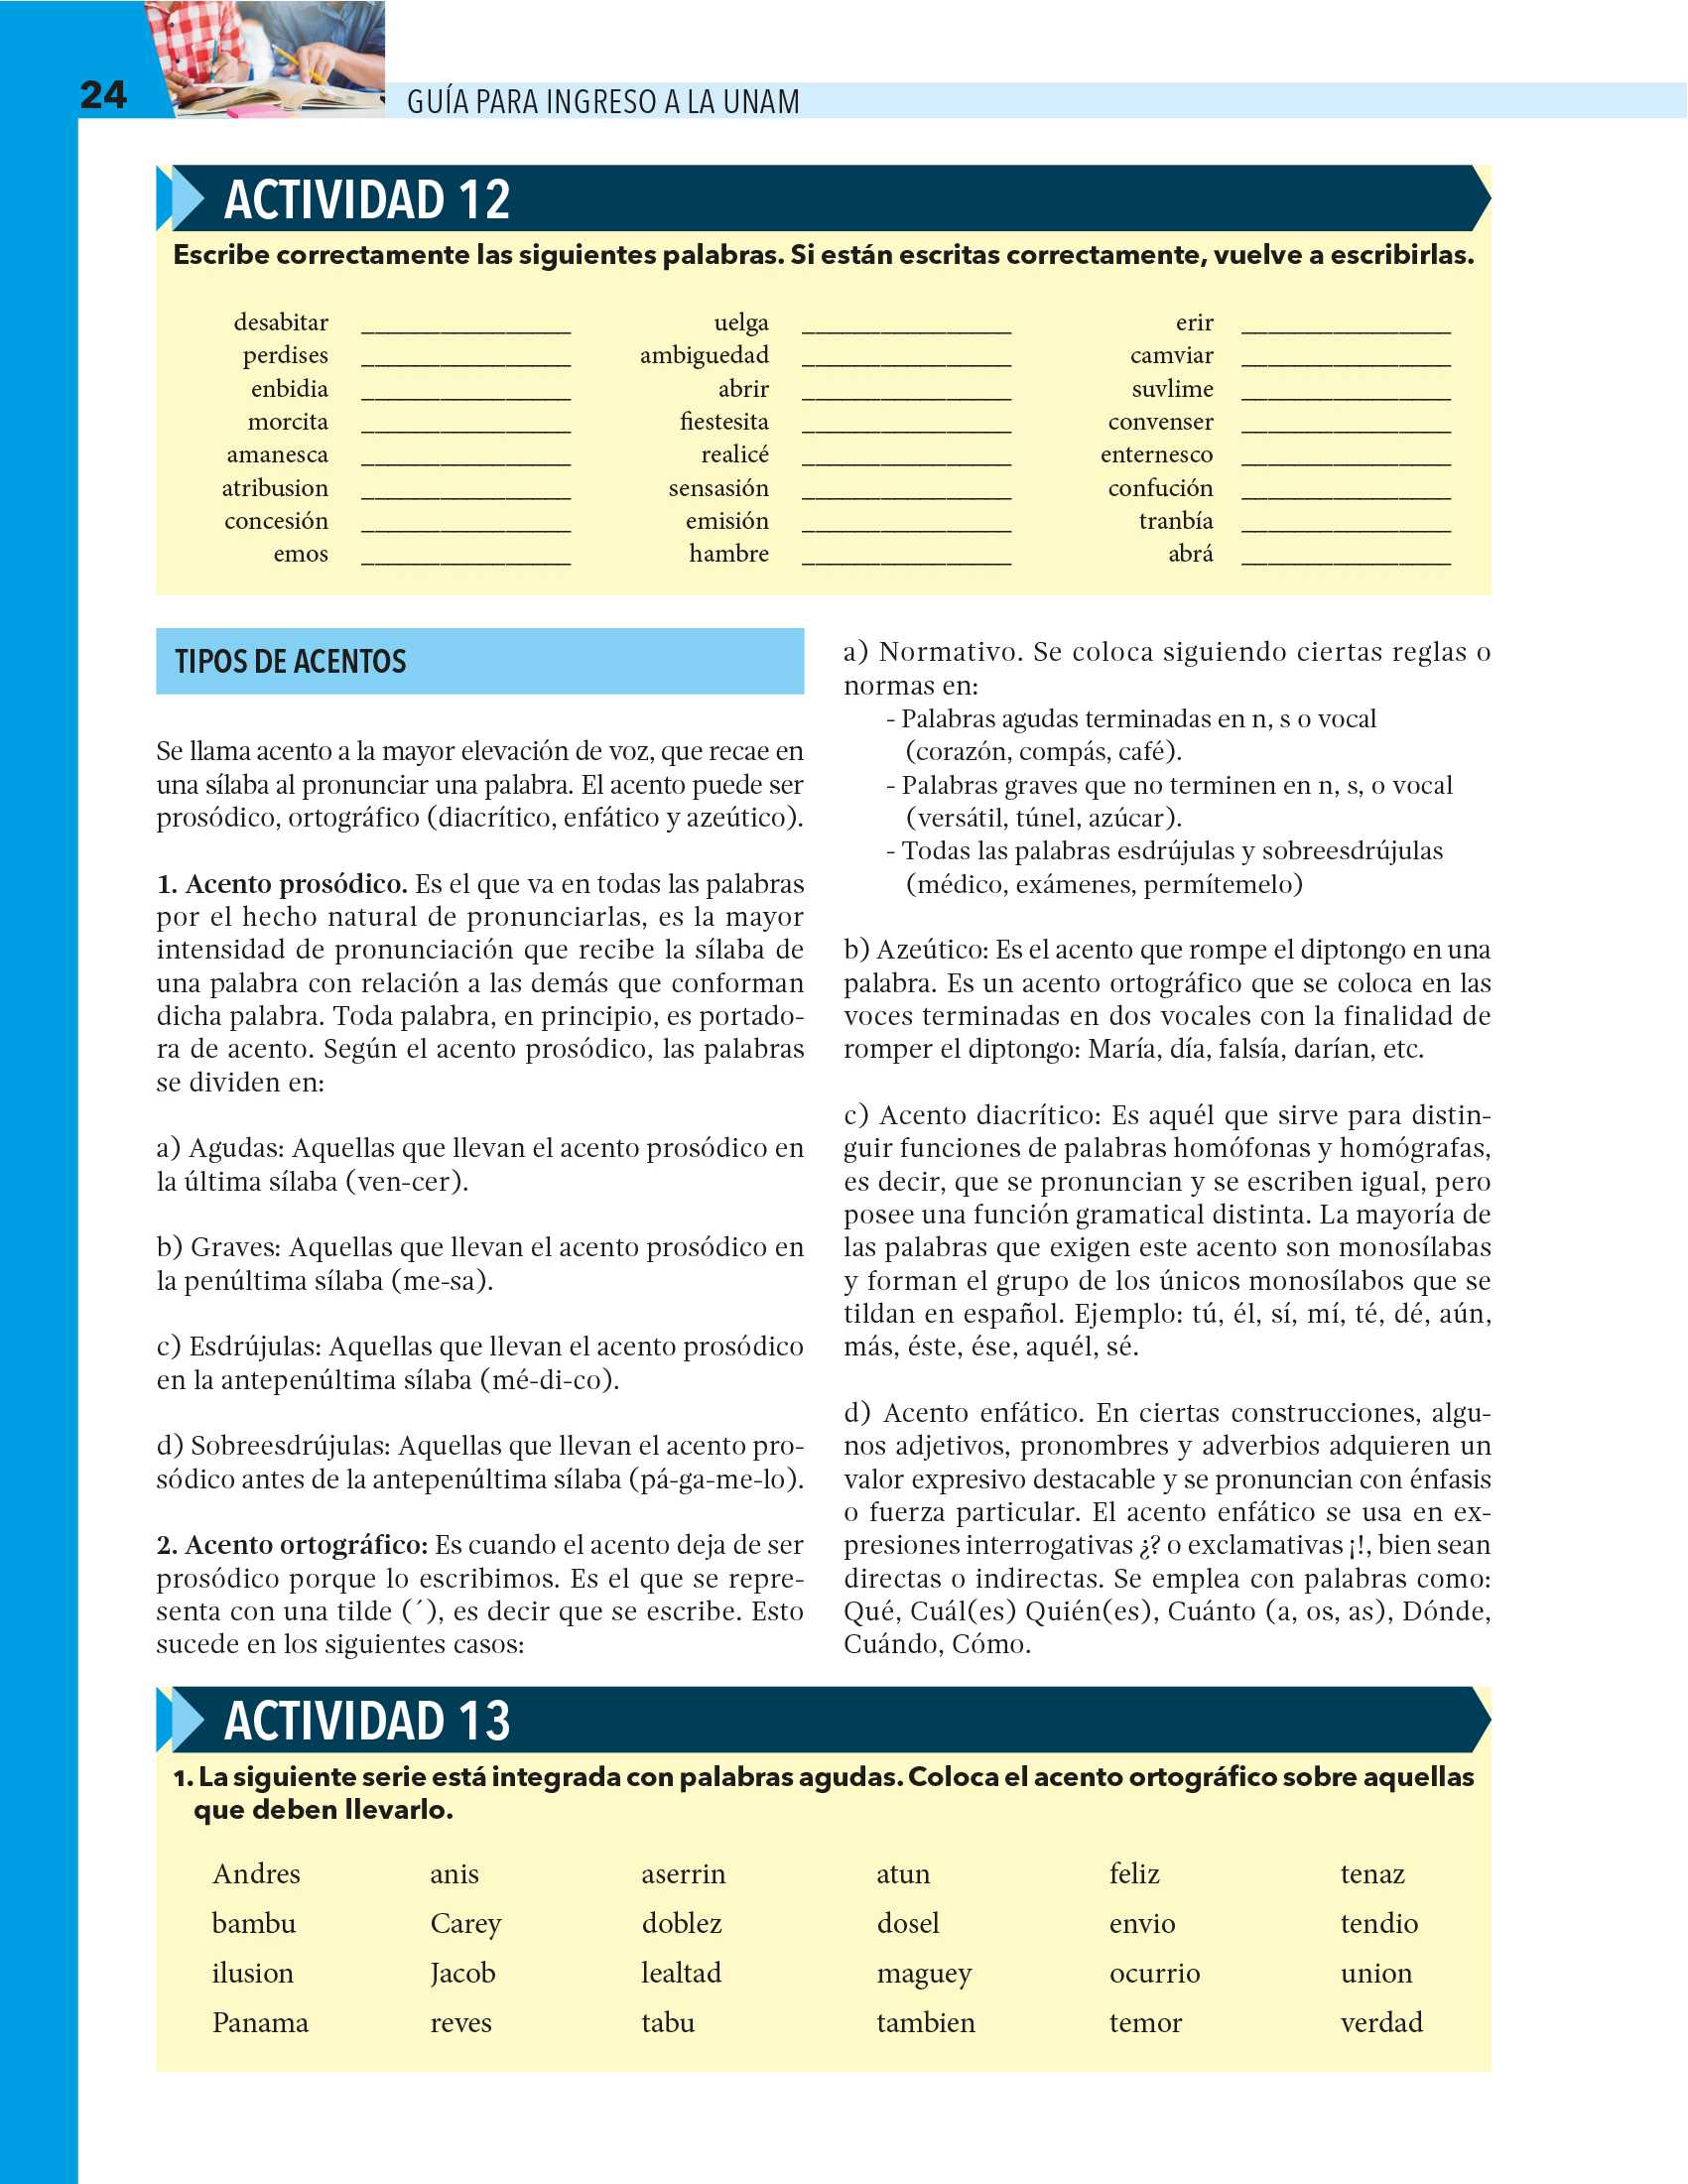 24
GUÍA PARA INGRESO A LA UNAM
ACTIVIDAD 12
Escribe correctamente las siguientes palabras. Si están escritas correctamente, vuelve a escribirlas.
desabitar ________________ uelga ________________ erir ________________
perdises ________________ ambiguedad ________________ camviar ________________
enbidia ________________ abrir ________________ suvlime ________________
morcita ________________ fiestesita ________________ convenser ________________
amanesca ________________ realicé ________________ enternesco ________________
atribusion ________________ sensasión ________________ confución ________________
concesión ________________ emisión ________________ tranbía ________________
emos ________________ hambre ________________ abrá ________________
TIPOS DE ACENTOS
Se llama acento a la mayor elevación de voz, que recae en
una sílaba al pronunciar una palabra. El acento puede ser
prosódico, ortográfico (diacrítico, enfático y azeútico).
1. Acento prosódico. Es el que va en todas las palabras
por el hecho natural de pronunciarlas, es la mayor
intensidad de pronunciación que recibe la sílaba de
una palabra con relación a las demás que conforman
dicha palabra. Toda palabra, en principio, es portado-
ra de acento. Según el acento prosódico, las palabras
se dividen en:
a) Agudas: Aquellas que llevan el acento prosódico en
la última sílaba (ven-cer).
b) Graves: Aquellas que llevan el acento prosódico en
la penúltima sílaba (me-sa).
c) Esdrújulas: Aquellas que llevan el acento prosódico
en la antepenúltima sílaba (mé-di-co).
d) Sobreesdrújulas: Aquellas que llevan el acento pro-
sódico antes de la antepenúltima sílaba (pá-ga-me-lo).
2. Acento ortográfico: Es cuando el acento deja de ser
prosódico porque lo escribimos. Es el que se repre-
senta con una tilde (´), es decir que se escribe. Esto
sucede en los siguientes casos:
a) Normativo. Se coloca siguiendo ciertas reglas o
normas en:
- Palabras agudas terminadas en n, s o vocal
(corazón, compás, café).
- Palabras graves que no terminen en n, s, o vocal
(versátil, túnel, azúcar).
- Todas las palabras esdrújulas y sobreesdrújulas
(médico, exámenes, permítemelo)
b) Azeútico: Es el acento que rompe el diptongo en una
palabra. Es un acento ortográfico que se coloca en las
voces terminadas en dos vocales con la finalidad de
romper el diptongo: María, día, falsía, darían, etc.
c) Acento diacrítico: Es aquél que sirve para distin-
guir funciones de palabras homófonas y homógrafas,
es decir, que se pronuncian y se escriben igual, pero
posee una función gramatical distinta. La mayoría de
las palabras que exigen este acento son monosílabas
y forman el grupo de los únicos monosílabos que se
tildan en español. Ejemplo: tú, él, sí, mí, té, dé, aún,
más, éste, ése, aquél, sé.
d) Acento enfático. En ciertas construcciones, algu-
nos adjetivos, pronombres y adverbios adquieren un
valor expresivo destacable y se pronuncian con énfasis
o fuerza particular. El acento enfático se usa en ex-
presiones interrogativas ¿? o exclamativas ¡!, bien sean
directas o indirectas. Se emplea con palabras como:
Qué, Cuál(es) Quién(es), Cuánto (a, os, as), Dónde,
Cuándo, Cómo.
ACTIVIDAD 13
1. La siguiente serie está integrada con palabras agudas. Coloca el acento ortográfico sobre aquellas
que deben llevarlo.
Andres anis aserrin atun feliz tenaz
bambu Carey doblez dosel envio tendio
ilusion Jacob lealtad maguey ocurrio union
Panama reves tabu tambien temor verdad